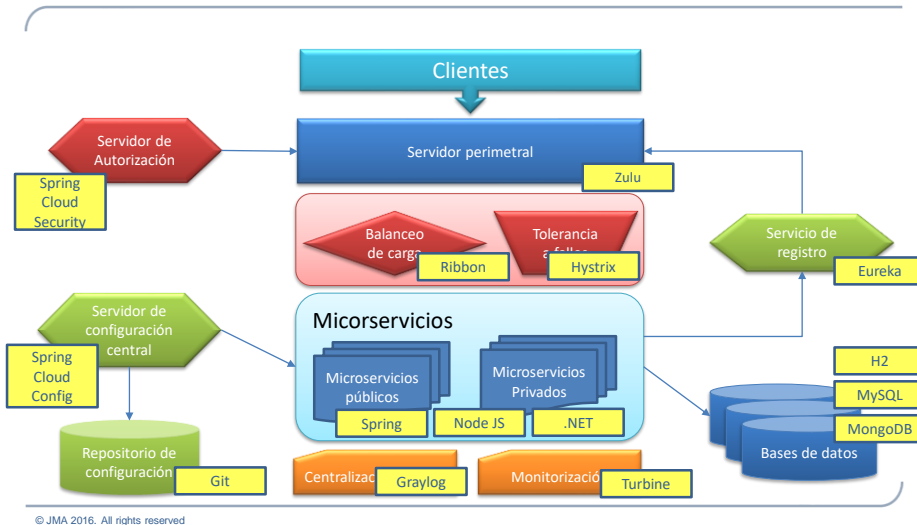 Clientes
Servidor de
Autorización
Spring
Cloud
Security
Servidor perimetral
Zulu
Balanceo
de carga
Ribbon
Tolerancia
a fallos
Hystrix
Servicio de
registro
Eureka
Servidor de
configuración
central
Spring
Cloud
Config
Micorservicios
Microservicios
públicos
Microservicios
Privados
Spring
Node JS
.NET
H2
MySQL
MongoDB
Bases de datos
Repositorio de
configuración
Git
Centraliza
Graylog
Monitorizació
Turbine
© JMA 2016. All rights reserved